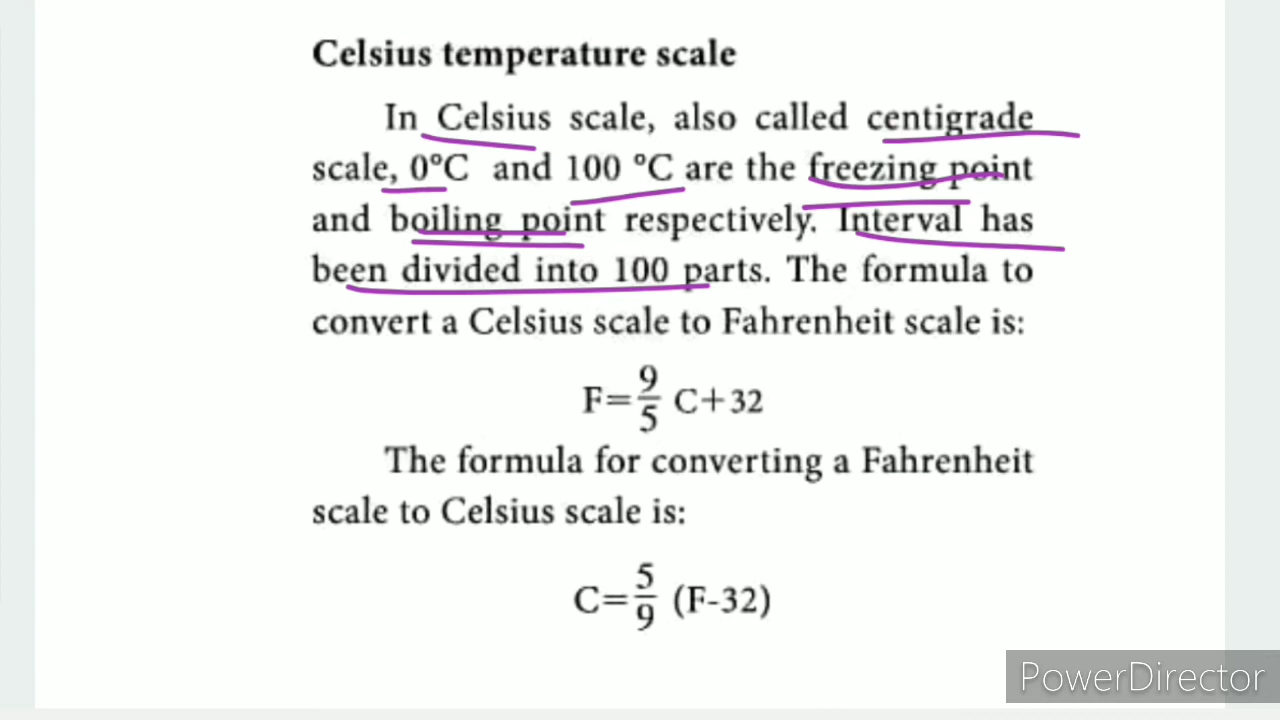 Celsius temperature scale
In Celsius scale, also called centigrade
scale, 0°C and 100 °C are the freezing point
and boiling point respectively. Interval has
been divided into 100 parts. The formula to
convert a Celsius scale to Fahrenheit scale is:
F=9/5 C+32
The formula for converting a Fahrenheit
scale to Celsius scale is:
C=5/9 (F-32)
PowerDirector